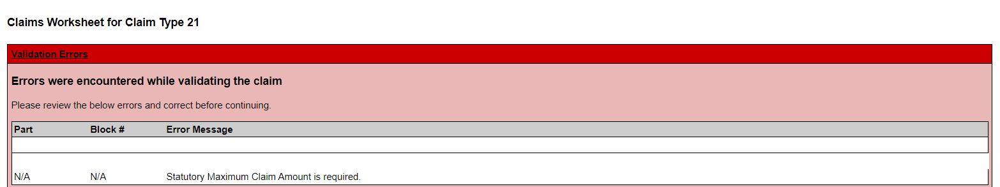 Claims Worksheet for Claim Type 21
Validation Errors
Errors were encountered while validating the claim
Please review the below errors and correct before continuing.
Part Block # Error Message
N/A N/A Statutory Maximum Claim Amount is required.